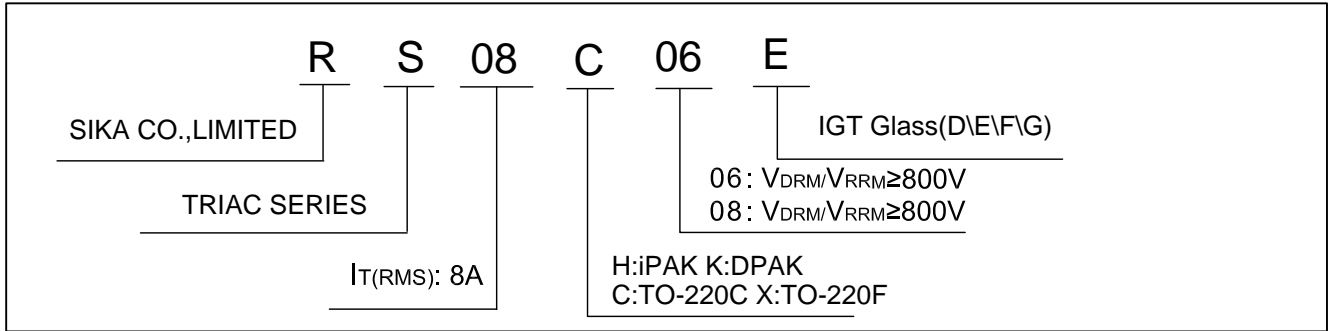 R S 08 C 06 E
SIKA CO.,LIMITED
IGT Glass(D\E\F\G)
06: VDRM/VRRM≥800V
08: VDRM/VRRM≥800V
TRIAC SERIES
IT(RMS): 8A
H:iPAK K:DPAK
C:TO-220C X:TO-220F